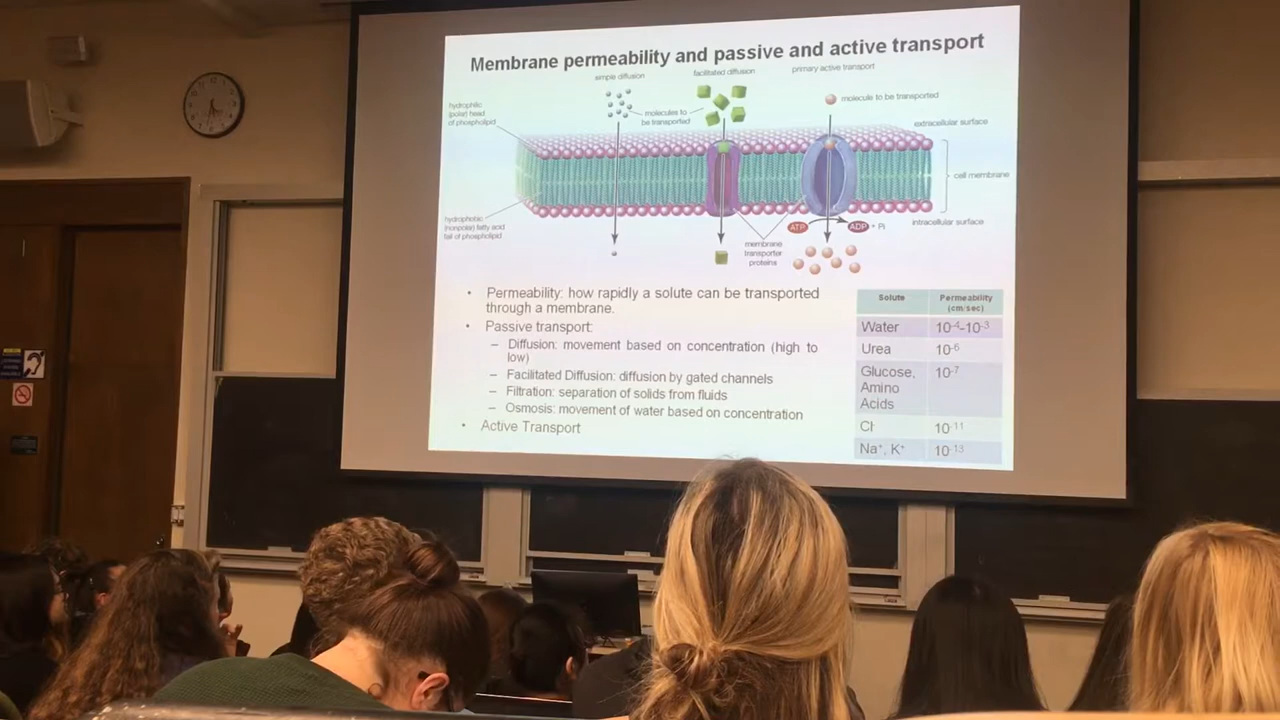 Membrane permeability and passive and active transport
simple diffusion
facilitated diffusion
primary active transport
hydrophilic
(polar) head
of phospholipid
molecules to
be transported
molecule to be transported
extracellular surface
cell membrane
hydrophobic
(nonpolar) fatty acid
tail of phospholipid
ATP
ADP + Pi
intracellular surface
membrane
transporter
proteins
• Permeability: how rapidly a solute can be transported
through a membrane.
• Passive transport:
– Diffusion: movement based on concentration (high to
low)
– Facilitated Diffusion: diffusion by gated channels
– Filtration: separation of solids from fluids
– Osmosis: movement of water based on concentration
• Active Transport
Solute Permeability
(cm/sec)
Water 10⁻⁴-10⁻³
Urea 10⁻⁶
Glucose, 10⁻⁷
Amino
Acids
Cl⁻ 10⁻¹¹
Na⁺, K⁺ 10⁻¹³